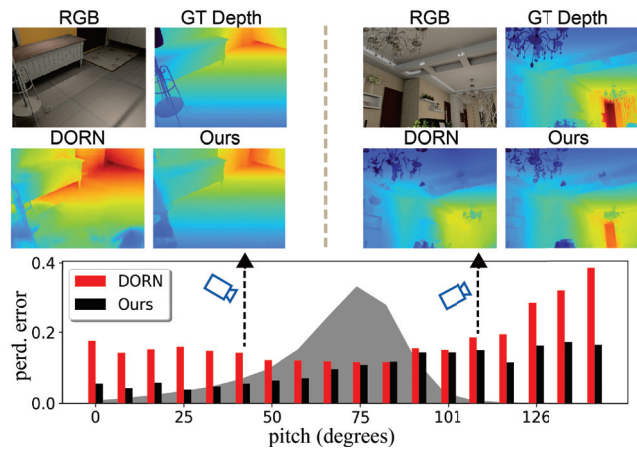 RGB GT Depth RGB GT Depth
DORN Ours DORN Ours
0.4
DORN
Ours
0.2
0.0
perd. error
0 25 50 75 101 126
pitch (degrees)